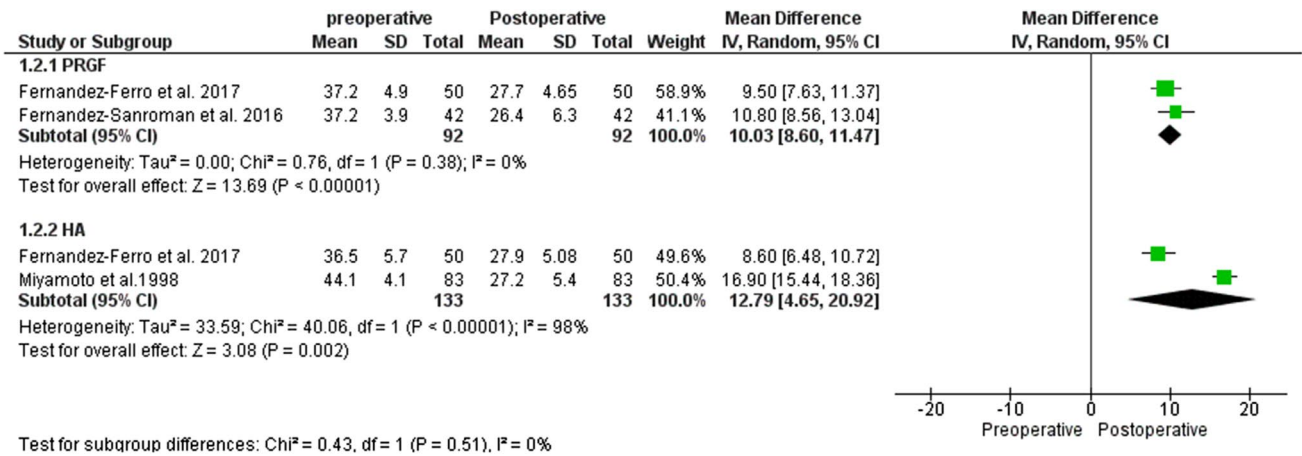 preoperative Postoperative Mean Difference Mean Difference
Study or Subgroup Mean SD Total Mean SD Total Weight IV, Random, 95% CI IV, Random, 95% CI
1.2.1 PRGF
Fernandez-Ferro et al. 2017 37.2 4.9 50 27.7 4.65 50 58.9% 9.50 [7.63, 11.37]
Fernandez-Sanroman et al. 2016 37.2 3.9 42 26.4 6.3 42 41.1% 10.80 [8.56, 13.04]
Subtotal (95% CI) 92 92 100.0% 10.03 [8.60, 11.47]
Heterogeneity: Tau² = 0.00; Chi² = 0.76, df = 1 (P = 0.38); I² = 0%
Test for overall effect: Z = 13.69 (P < 0.00001)
1.2.2 HA
Fernandez-Ferro et al. 2017 36.5 5.7 50 27.9 5.08 50 49.6% 8.60 [6.48, 10.72]
Miyamoto et al.1998 44.1 4.1 83 27.2 5.4 83 50.4% 16.90 [15.44, 18.36]
Subtotal (95% CI) 133 133 100.0% 12.79 [4.65, 20.92]
Heterogeneity: Tau² = 33.59; Chi² = 40.06, df = 1 (P < 0.00001); I² = 98%
Test for overall effect: Z = 3.08 (P = 0.002)
-20 -10 0 10 20
Preoperative Postoperative
Test for subgroup differences: Chi² = 0.43, df = 1 (P = 0.51), I² = 0%